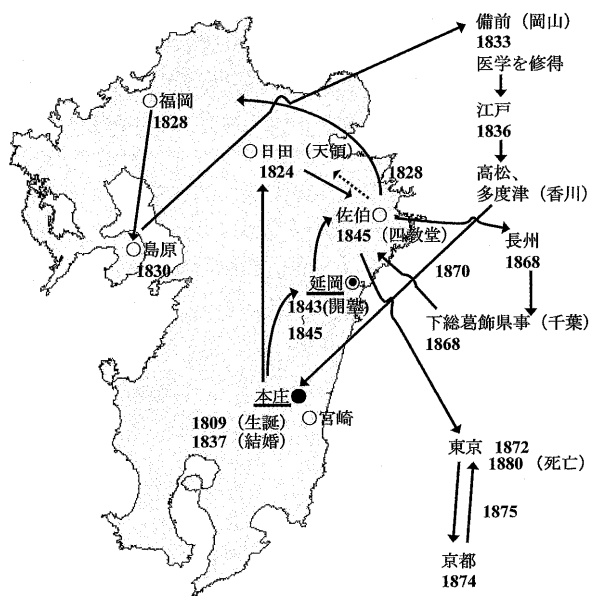 備前（岡山）
1833
医学を修得
江戸
1836
高松、
多度津（香川）
長州
1868
下総葛飾県事（千葉）
1868
福岡
1828
日田（天領）
1824
1828
佐伯
1845（四教堂）
1870
島原
1830
延岡
1843(開塾)
～
1845
本庄
1809（生誕）
1837（結婚）
宮崎
東京 1872
1880（死亡）
1875
京都
1874